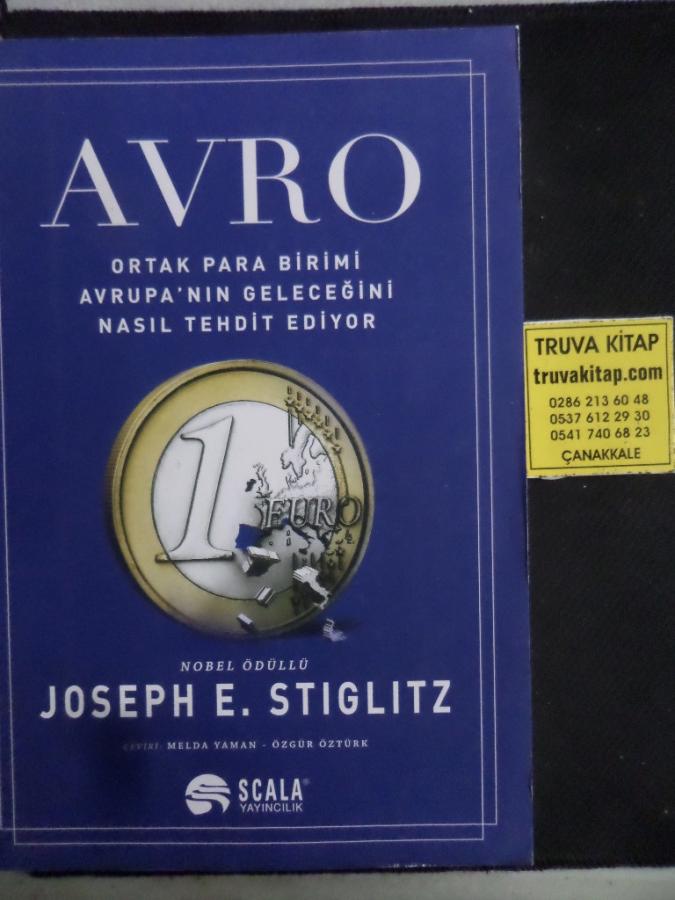 AVRO
ORTAK PARA BİRİMİ
AVRUPA'NIN GELECEĞİNİ
NASIL TEHDİT EDİYOR
1
EURO
NOBEL ÖDÜLLÜ
JOSEPH E. STIGLITZ
ÇEVİRİ: MELDA YAMAN - ÖZGÜR ÖZTÜRK
SCALA®
YAYINCILIK
TRUVA KİTAP
truvakitap.com
0286 213 60 48
0537 612 29 30
0541 740 68 23
ÇANAKKALE